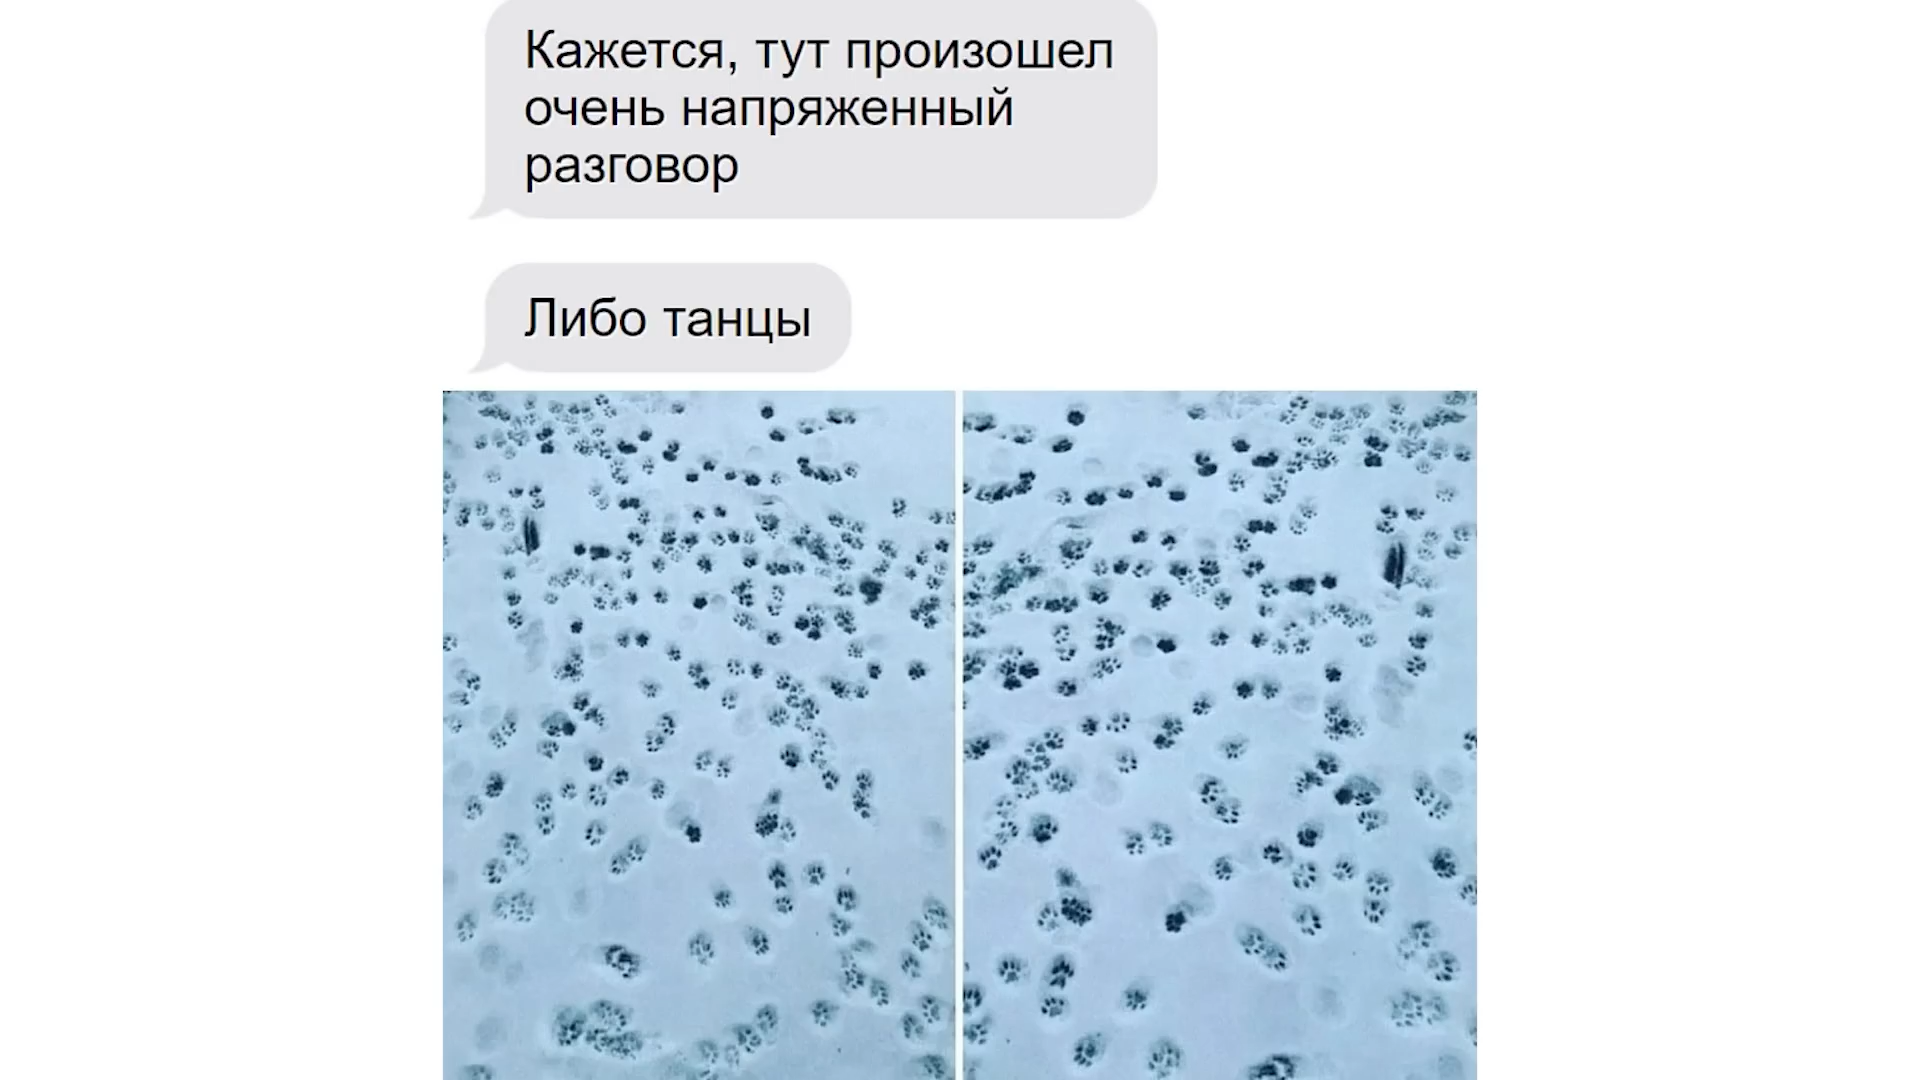 Кажется, тут произошел
очень напряженный
разговор
Либо танцы